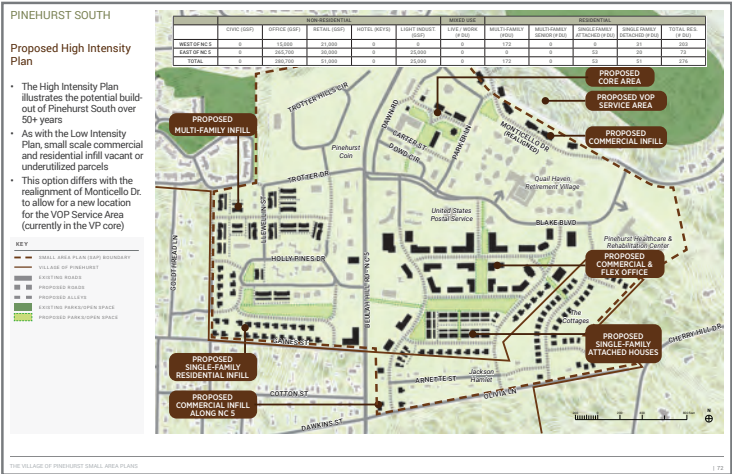 PINEHURST SOUTH
Proposed High Intensity
Plan
• The High Intensity Plan
illustrates the potential build-
out of Pinehurst South over
50+ years
• As with the Low Intensity
Plan, small scale commercial
and residential infill vacant or
underutilized parcels
• This option differs with the
realignment of Monticello Dr.
to allow for a new location
for the VOP Service Area
(currently in the VP core)
KEY
SMALL AREA PLAN (SAP) BOUNDARY
VILLAGE OF PINEHURST
EXISTING ROADS
PROPOSED ROADS
PROPOSED ALLEYS
EXISTING PARKS/OPEN SPACE
PROPOSED PARKS/OPEN SPACE
NON-RESIDENTIAL MIXED USE RESIDENTIAL
CIVIC (GSF) OFFICE (GSF) RETAIL (GSF) HOTEL (KEYS) LIGHT INDUST. (GSF) LIVE / WORK (# DU) MULTI-FAMILY (#DU) MULTI-FAMILY SENIOR (# DU) SINGLE FAMILY ATTACHED (# DU) SINGLE FAMILY DETACHED (# DU) TOTAL RES. (# DU)
WEST OF NC 5 0 15,000 21,000 0 0 0 172 0 0 31 203
EAST OF NC 5 0 265,700 30,000 0 25,000 0 0 0 53 20 73
TOTAL 0 280,700 51,000 0 25,000 0 172 0 53 51 276
PROPOSED
CORE AREA
PROPOSED VOP
SERVICE AREA
PROPOSED
COMMERCIAL INFILL
PROPOSED
MULTI-FAMILY INFILL
TROTTER HILLS CIR
DAWN RD
CARTER ST
DOWD CIR
PARK DR LN
MONTICELLO DR
(REALIGNED)
Pinehurst
Coin
TROTTER DR
Quail Haven
Retirement Village
LLEWELLIN ST
United States
Postal Service
BLAKE BLVD
Pinehurst Healthcare &
Rehabilitation Center
GOLDTHREAD LN
HOLLY PINES DR
BEULAH HILL RD - NC 5
PROPOSED
COMMERCIAL &
FLEX OFFICE
The
Cottages
GAINES ST
PROPOSED
SINGLE-FAMILY
ATTACHED HOUSES
CHERRY HILL DR
PROPOSED
SINGLE-FAMILY
RESIDENTIAL INFILL
Jackson
Hamlet
ARNETTE ST
OLIVIA LN
COTTON ST
PROPOSED
COMMERCIAL INFILL
ALONG NC 5
DAWKINS ST
N
THE VILLAGE OF PINEHURST SMALL AREA PLANS
| 73